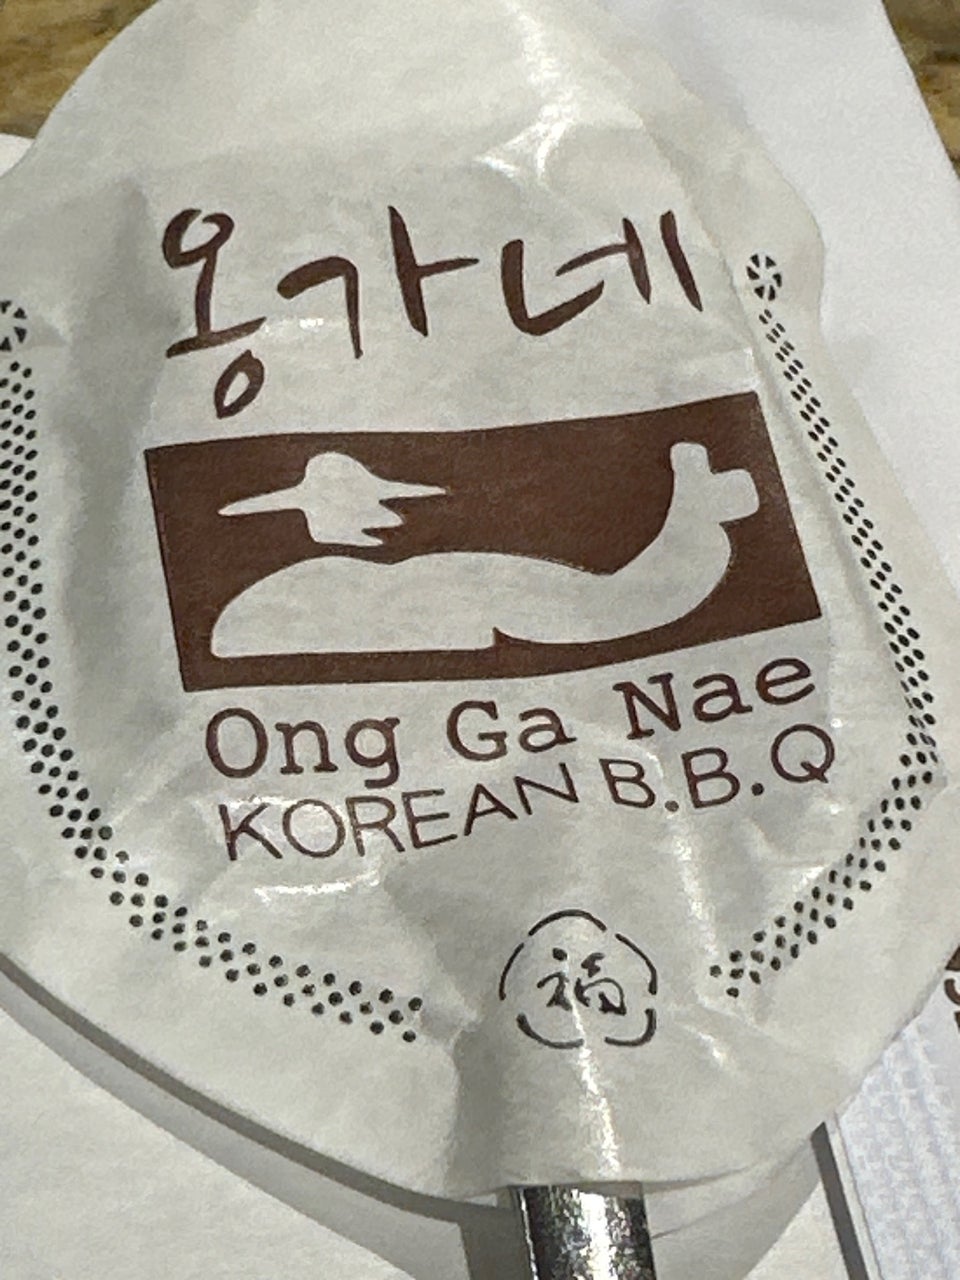 옹가네
Ong Ga Nae
KOREAN B.B.Q
福